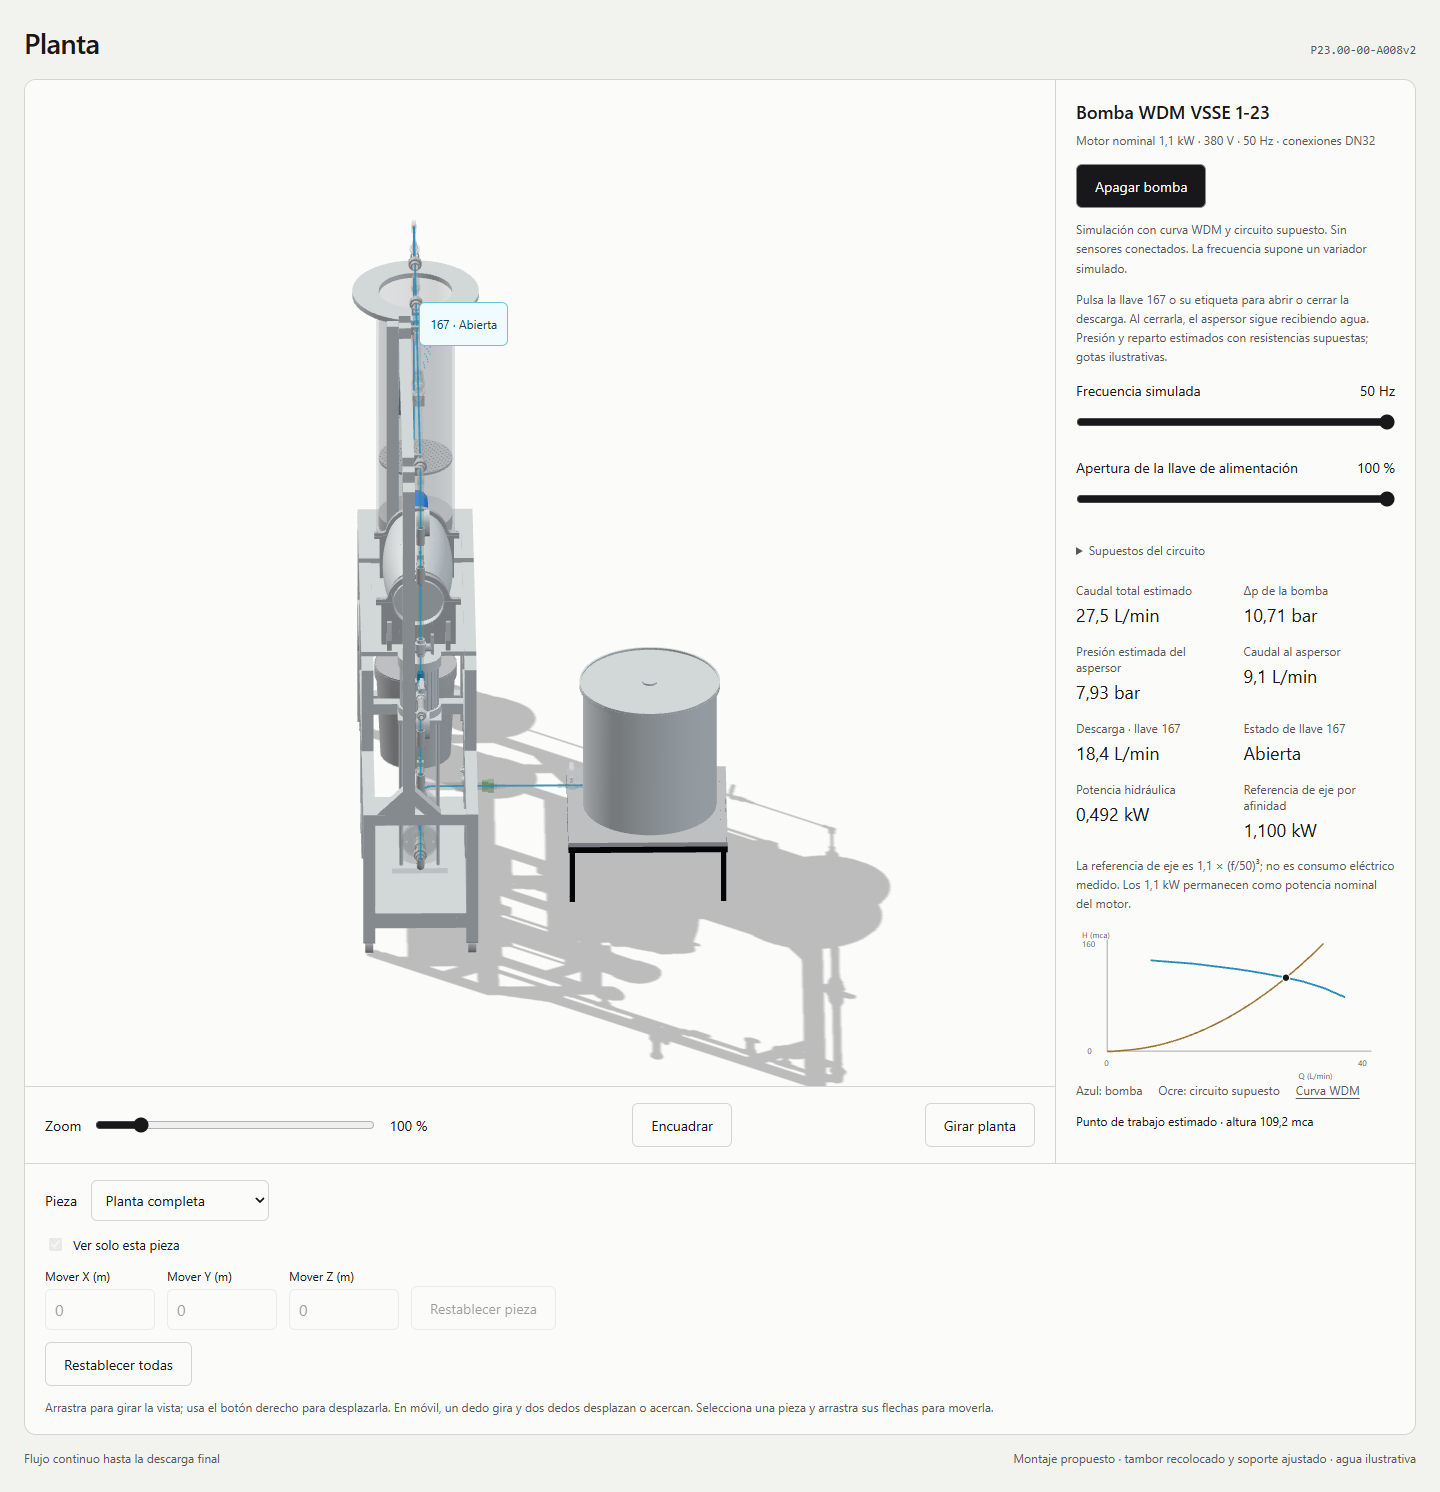 Planta
P23.00-00-A008v2
167 · Abierta
Bomba WDM VSSE 1-23
Motor nominal 1,1 kW · 380 V · 50 Hz · conexiones DN32
Apagar bomba
Simulación con curva WDM y circuito supuesto. Sin
sensores conectados. La frecuencia supone un variador
simulado.
Pulsa la llave 167 o su etiqueta para abrir o cerrar la
descarga. Al cerrarla, el aspersor sigue recibiendo agua.
Presión y reparto estimados con resistencias supuestas;
gotas ilustrativas.
Frecuencia simulada 50 Hz
Apertura de la llave de alimentación 100 %
Supuestos del circuito
Caudal total estimado
27,5 L/min
Δp de la bomba
10,71 bar
Presión estimada del
aspersor
7,93 bar
Caudal al aspersor
9,1 L/min
Descarga · llave 167
18,4 L/min
Estado de llave 167
Abierta
Potencia hidráulica
0,492 kW
Referencia de eje por
afinidad
1,100 kW
La referencia de eje es 1,1 × (f/50)³; no es consumo eléctrico
medido. Los 1,1 kW permanecen como potencia nominal
del motor.
H (mca)
160
0
0
40
Q (L/min)
Azul: bomba Ocre: circuito supuesto Curva WDM
Punto de trabajo estimado · altura 109,2 mca
Zoom 100 % Encuadrar Girar planta
Pieza Planta completa
Ver solo esta pieza
Mover X (m) Mover Y (m) Mover Z (m)
0 0 0 Restablecer pieza
Restablecer todas
Arrastra para girar la vista; usa el botón derecho para desplazarla. En móvil, un dedo gira y dos dedos desplazan o acercan. Selecciona una pieza y arrastra sus flechas para moverla.
Flujo continuo hasta la descarga final
Montaje propuesto · tambor recolocado y soporte ajustado · agua ilustrativa